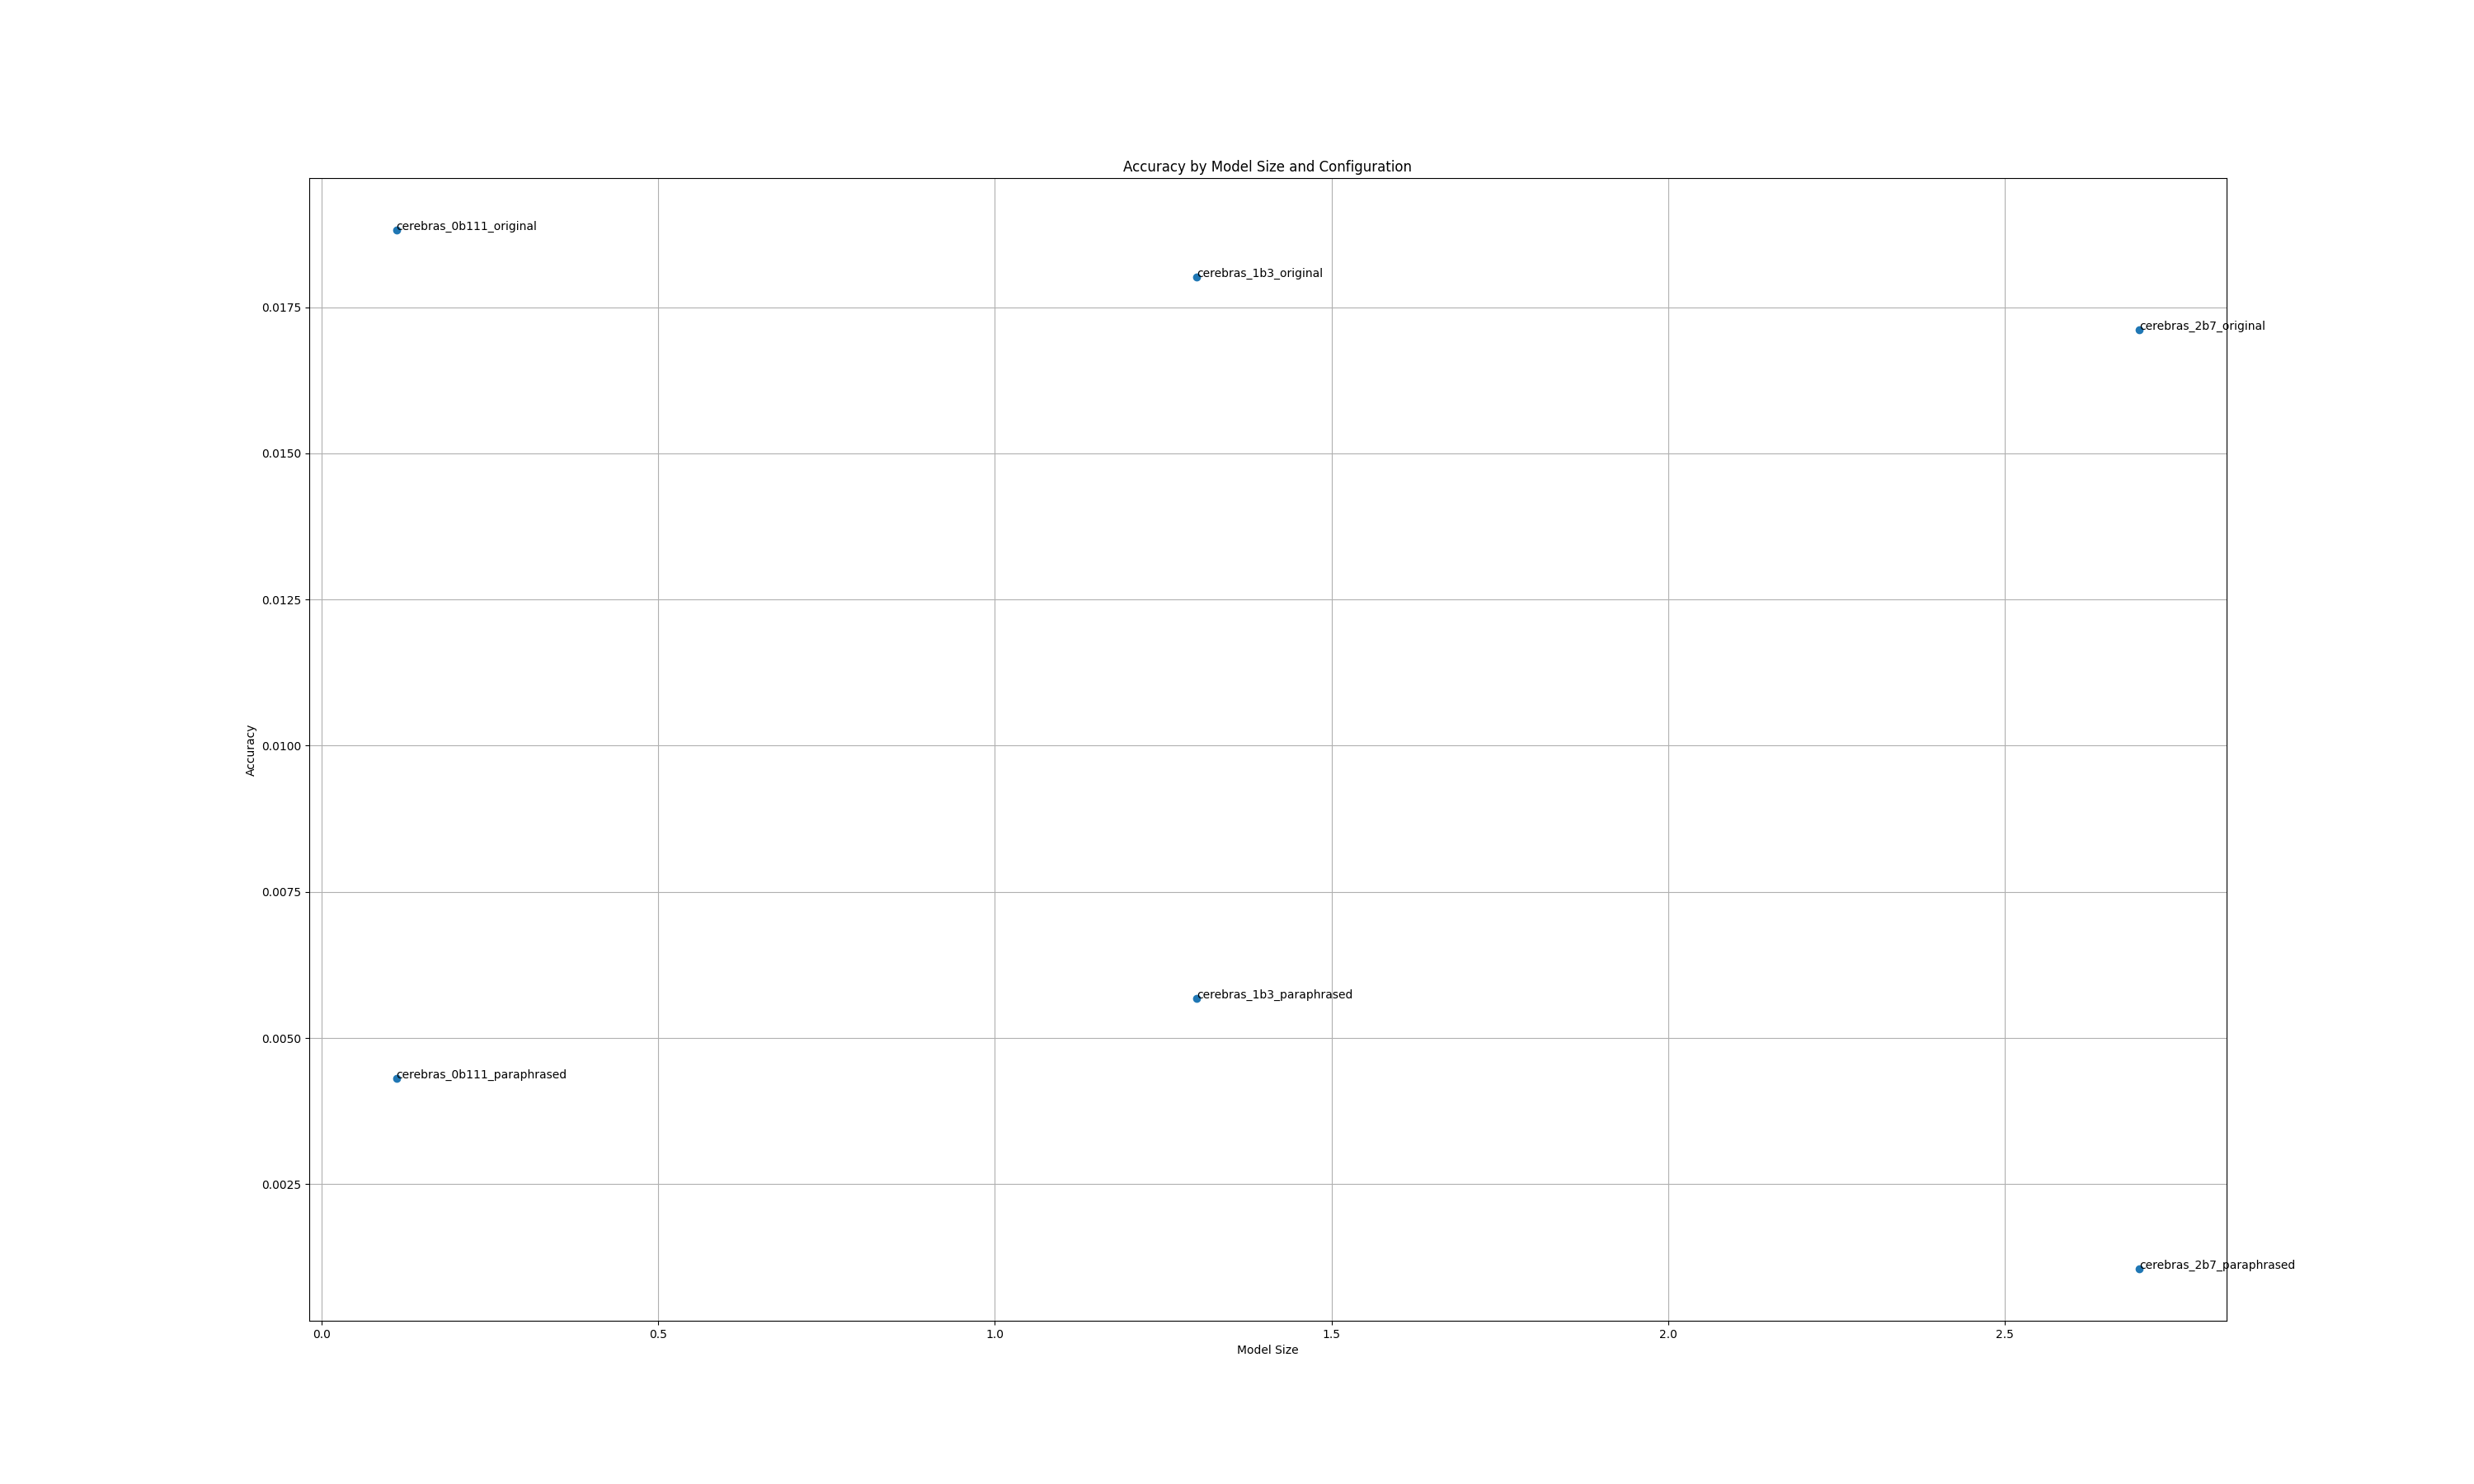 Accuracy by Model Size and Configuration
cerebras_0b111_original
cerebras_1b3_original
0.0175
cerebras_2b7_original
0.0150
0.0125
0.0100
Accuracy
0.0075
cerebras_1b3_paraphrased
0.0050
cerebras_0b111_paraphrased
0.0025
cerebras_2b7_paraphrased
0.0 0.5 1.0 1.5 2.0 2.5
Model Size